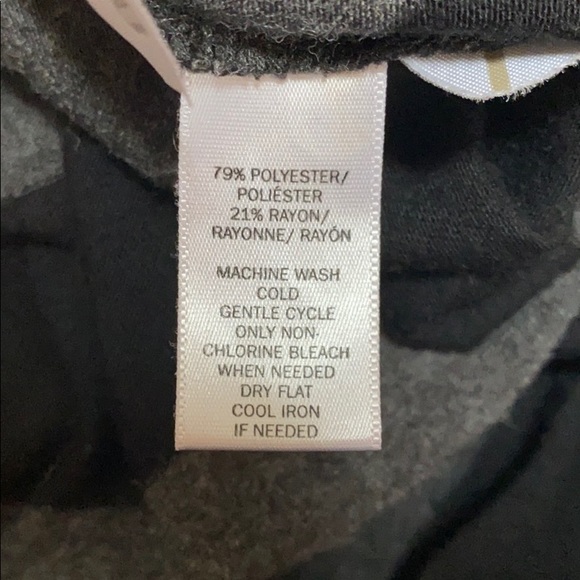 79% POLYESTER/
POLIÉSTER
21% RAYON/
RAYONNE/ RAYÓN
MACHINE WASH
COLD
GENTLE CYCLE
ONLY NON-
CHLORINE BLEACH
WHEN NEEDED
DRY FLAT
COOL IRON
IF NEEDED